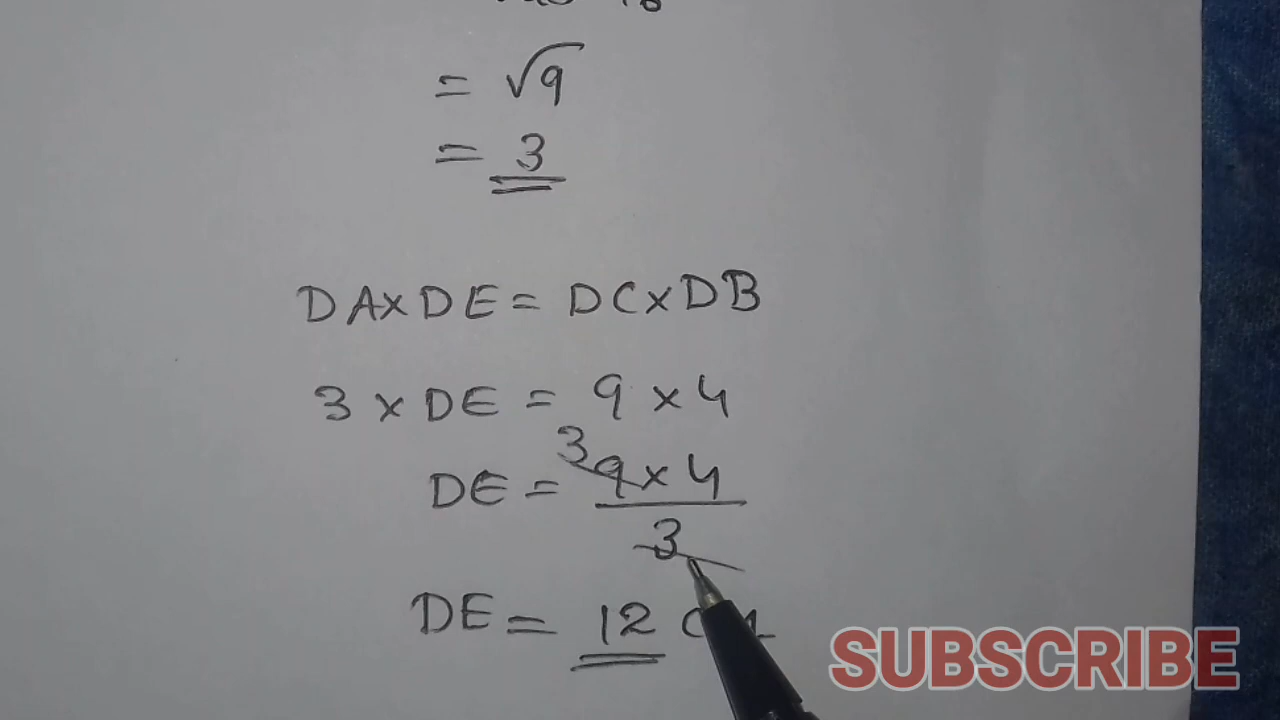 = √9
= 3
DA×DE = DC×DB
3 × DE = 9 × 4
3
DE = 9×4
3
DE = 12
SUBSCRIBE